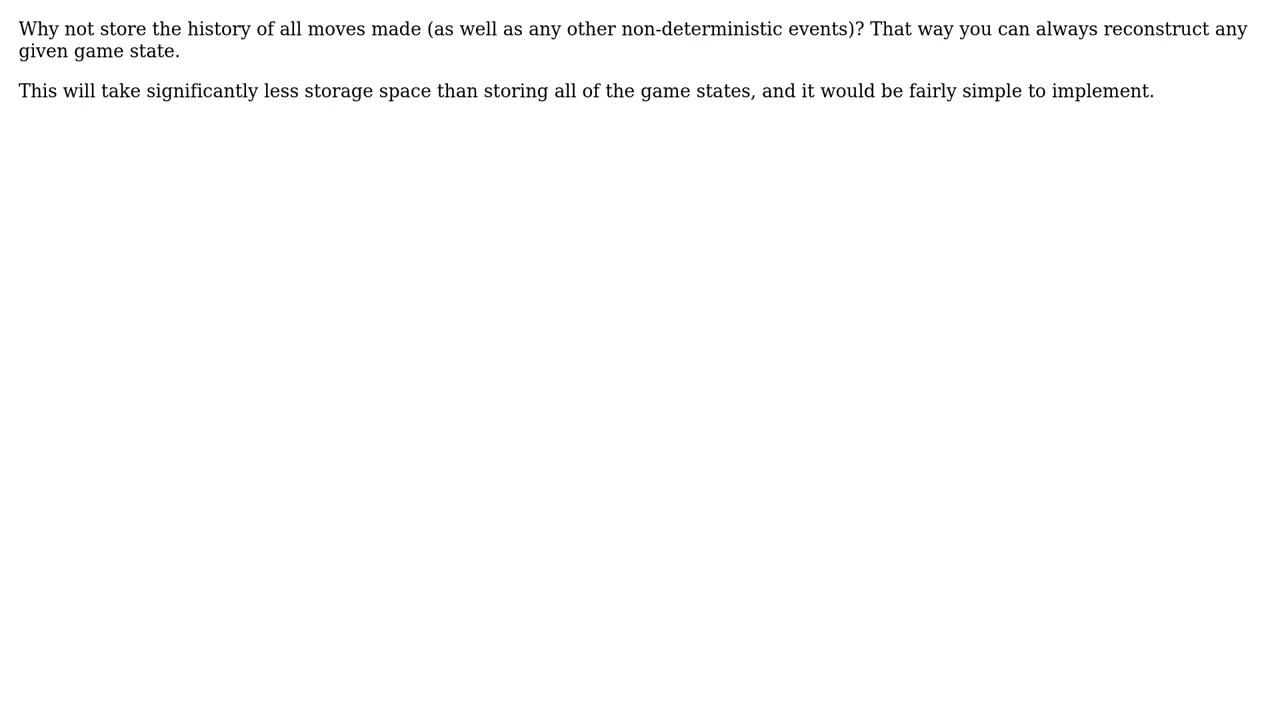 Why not store the history of all moves made (as well as any other non-deterministic events)? That way you can always reconstruct any
given game state.
This will take significantly less storage space than storing all of the game states, and it would be fairly simple to implement.